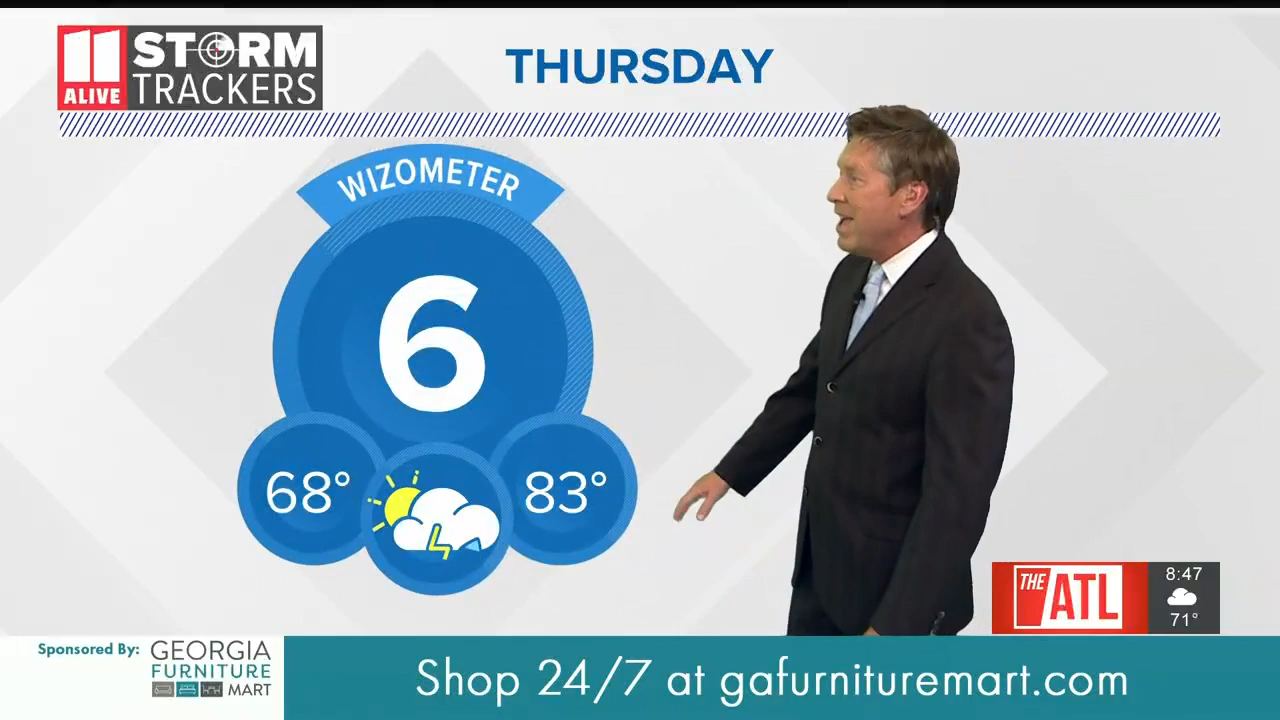 11 ALIVE
STORM
TRACKERS
THURSDAY
WIZOMETER
6
68°
83°
THE ATL
8:47
71°
Sponsored By:
GEORGIA
FURNITURE
MART
Shop 24/7 at gafurnituremart.com